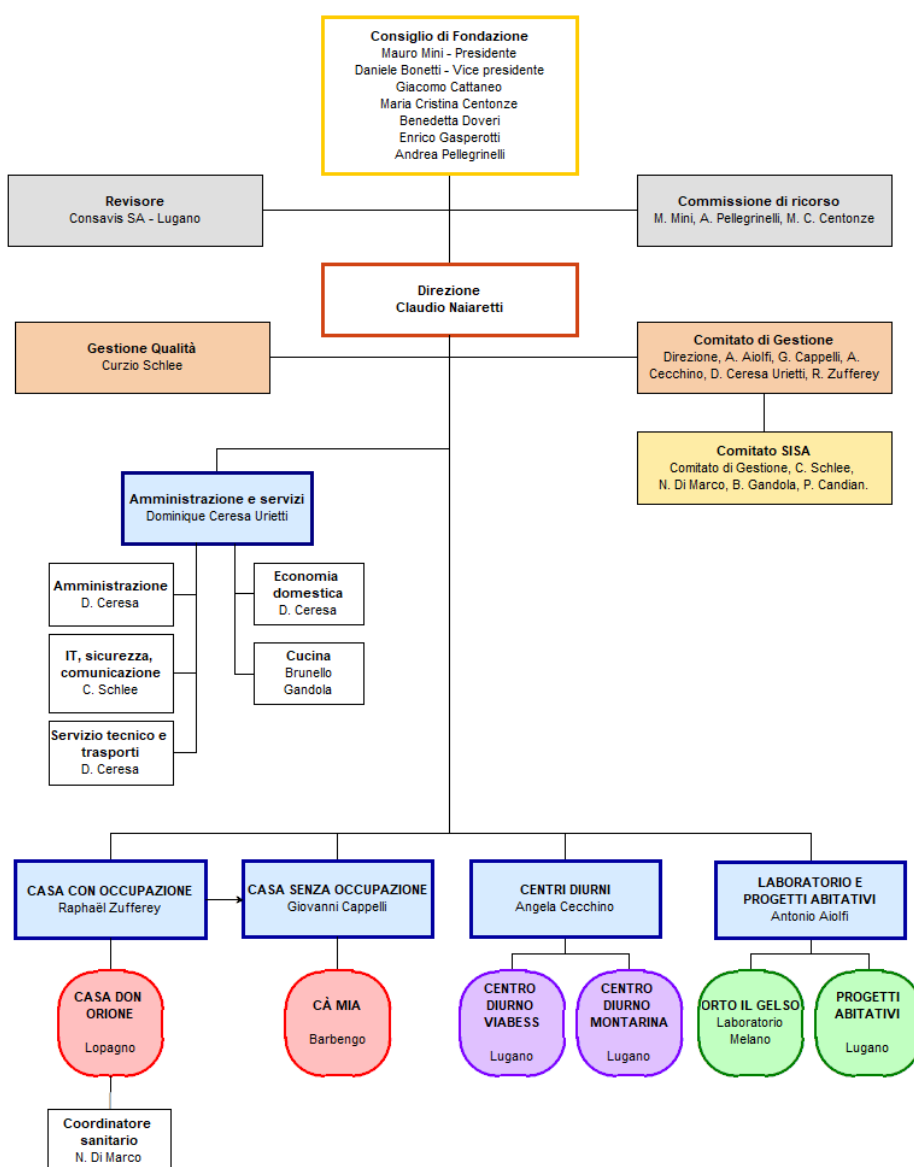 Consiglio di Fondazione
Mauro Mini - Presidente
Daniele Bonetti - Vice presidente
Giacomo Cattaneo
Maria Cristina Centonze
Benedetta Doveri
Enrico Gasperotti
Andrea Pellegrinelli
Revisore
Consavis SA - Lugano
Commissione di ricorso
M. Mini, A. Pellegrinelli, M. C. Centonze
Direzione
Claudio Naiaretti
Gestione Qualità
Curzio Schlee
Comitato di Gestione
Direzione, A. Aiolfi, G. Cappelli, A.
Cecchino, D. Ceresa Urietti, R. Zufferey
Comitato SISA
Comitato di Gestione, C. Schlee,
N. Di Marco, B. Gandola, P. Candian.
Amministrazione e servizi
Dominique Ceresa Urietti
Amministrazione
D. Ceresa
Economia
domestica
D. Ceresa
IT, sicurezza,
comunicazione
C. Schlee
Cucina
Brunello
Gandola
Servizio tecnico e
trasporti
D. Ceresa
CASA CON OCCUPAZIONE
Raphaël Zufferey
CASA SENZA OCCUPAZIONE
Giovanni Cappelli
CENTRI DIURNI
Angela Cecchino
LABORATORIO E
PROGETTI ABITATIVI
Antonio Aiolfi
CASA DON
ORIONE
Lopagno
CÀ MIA
Barbengo
CENTRO
DIURNO
VIABESS
Lugano
CENTRO
DIURNO
MONTARINA
Lugano
ORTO IL GELSO
Laboratorio
Melano
PROGETTI
ABITATIVI
Lugano
Coordinatore
sanitario
N. Di Marco